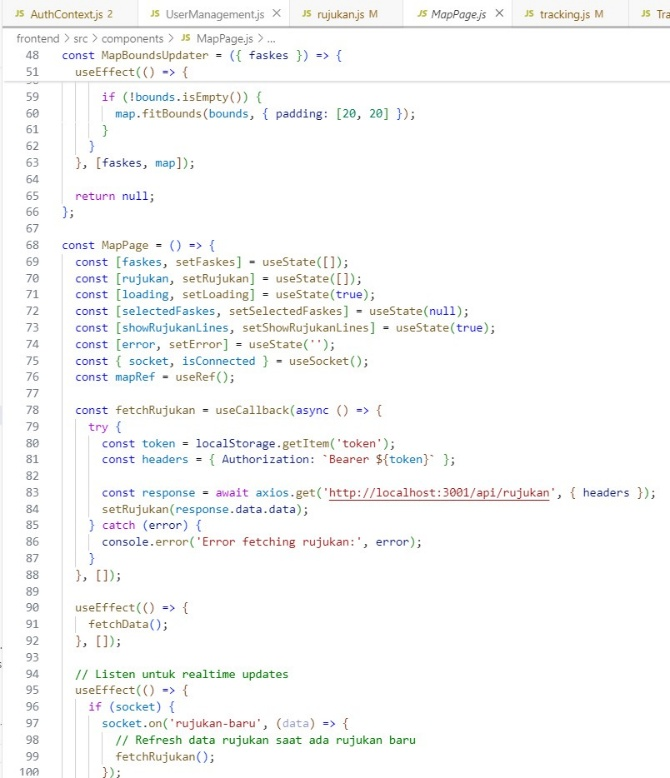 JS AuthContext.js 2 JS UserManagement.js × JS rujukan.js M JS MapPage.js × JS tracking.js M JS Tra
frontend > src > components > JS MapPage.js > ...
48 const MapBoundsUpdater = ({ faskes }) => {
51 useEffect(() => {
59 if (!bounds.isEmpty()) {
60 map.fitBounds(bounds, { padding: [20, 20] });
61 }
62 }
63 }, [faskes, map]);
64
65 return null;
66 };
67
68 const MapPage = () => {
69 const [faskes, setFaskes] = useState([]);
70 const [rujukan, setRujukan] = useState([]);
71 const [loading, setLoading] = useState(true);
72 const [selectedFaskes, setSelectedFaskes] = useState(null);
73 const [showRujukanLines, setShowRujukanLines] = useState(true);
74 const [error, setError] = useState('');
75 const { socket, isConnected } = useSocket();
76 const mapRef = useRef();
77
78 const fetchRujukan = useCallback(async () => {
79 try {
80 const token = localStorage.getItem('token');
81 const headers = { Authorization: `Bearer ${token}` };
82
83 const response = await axios.get('http://localhost:3001/api/rujukan', { headers });
84 setRujukan(response.data.data);
85 } catch (error) {
86 console.error('Error fetching rujukan:', error);
87 }
88 }, []);
89
90 useEffect(() => {
91 fetchData();
92 }, []);
93
94 // Listen untuk realtime updates
95 useEffect(() => {
96 if (socket) {
97 socket.on('rujukan-baru', (data) => {
98 // Refresh data rujukan saat ada rujukan baru
99 fetchRujukan();
100 });